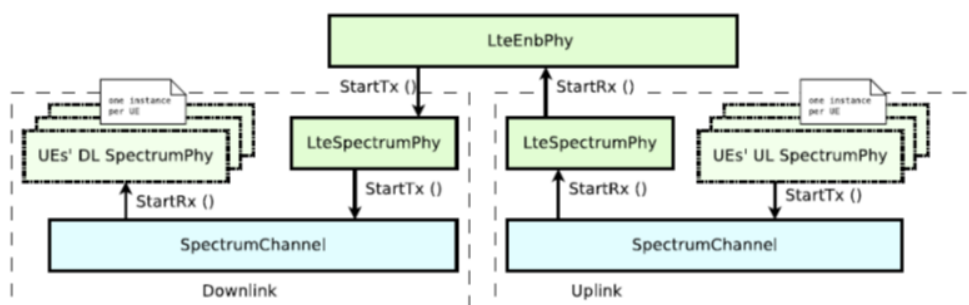 LteEnbPhy
StartTx ()
StartRx ()
one instance
per UE
UEs' DL SpectrumPhy
LteSpectrumPhy
StartRx ()
StartTx ()
SpectrumChannel
Downlink
LteSpectrumPhy
one instance
per UE
UEs' UL SpectrumPhy
StartRx ()
StartTx ()
SpectrumChannel
Uplink